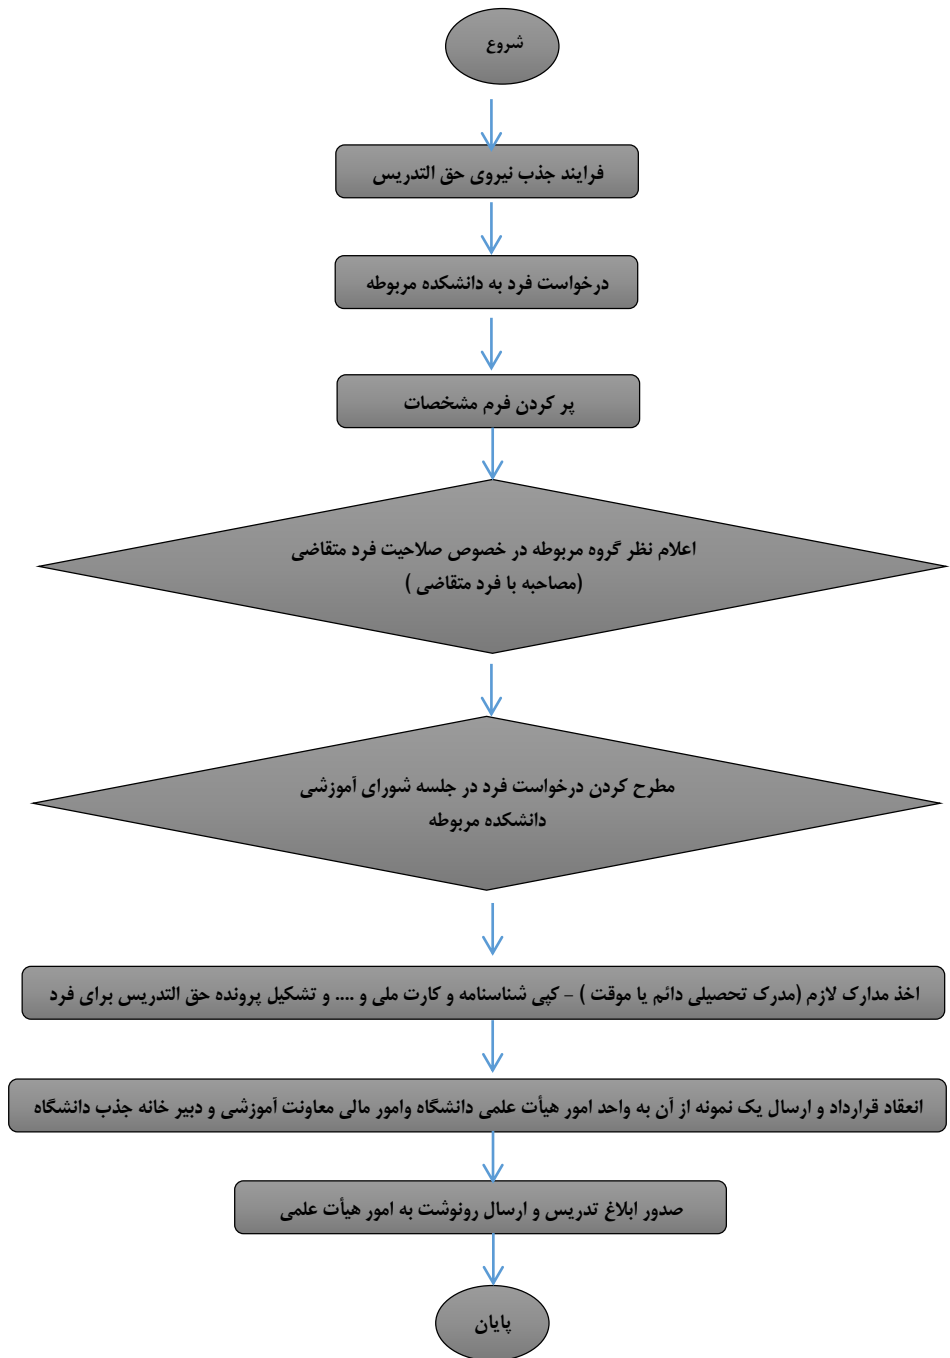 شروع
فرایند جذب نیروی حق التدریس
درخواست فرد به دانشکده مربوطه
پر کردن فرم مشخصات
اعلام نظر گروه مربوطه در خصوص صلاحیت فرد متقاضی
(مصاحبه با فرد متقاضی )
مطرح کردن درخواست فرد در جلسه شورای آموزشی
دانشکده مربوطه
اخذ مدارک لازم (مدرک تحصیلی دائم یا موقت ) – کپی شناسنامه و کارت ملی و .... و تشکیل پرونده حق التدریس برای فرد
انعقاد قرارداد و ارسال یک نمونه از آن به واحد امور هیأت علمی دانشگاه وامور مالی معاونت آموزشی و دبیر خانه جذب دانشگاه
صدور ابلاغ تدریس و ارسال رونوشت به امور هیأت علمی
پایان